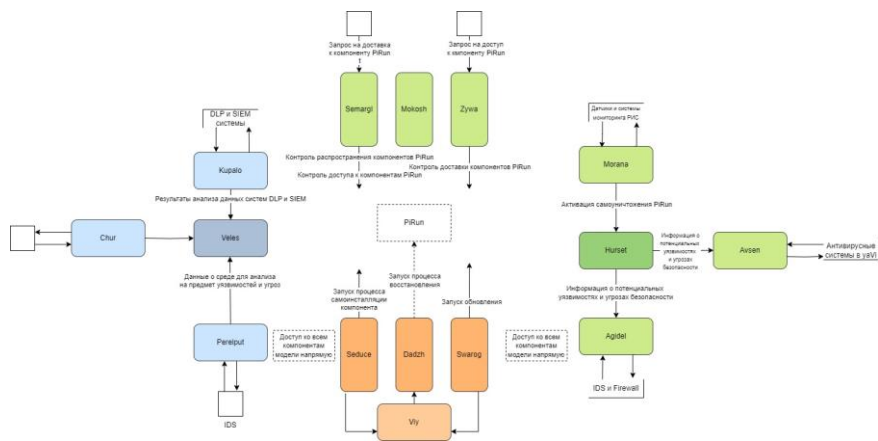 Запрос на доставка
к компоненту PiRun
Запрос на доступ
к кмпоненту PiRun
Semargl
Mokosh
Zywa
DLP и SIEM
системы
Датчики и системы
мониторинга РИС
Kupalo
Morana
Контроль распространения компонентов PiRun
Контроль доставки компонентов PiRun
Контроль доступа к компонентам PiRun
Результаты анализа данных систем DLP и SIEM
Активация самоуничтожения PiRun
PiRun
Chur
Veles
Hurset
Информация о
потенциальных
уязвимостях
и угрозах
безопасности
Avsen
Антивирусные
системы в yaVi
Данные о среде для анализа
на предмет уязвимостей и угроз
Запуск процесса
самоинсталляции
компонента
Запуск процесса
восстановления
Запуск обновления
Информация о потенциальных
уязвимостях и угрозах безопасности
Pereiput
Доступ ко всем
компонентам
модели напрямую
Seduce
Dadzh
Swarog
Доступ ко всем
компонентам
модели напрямую
Agidel
IDS
Viy
IDS и Firewall